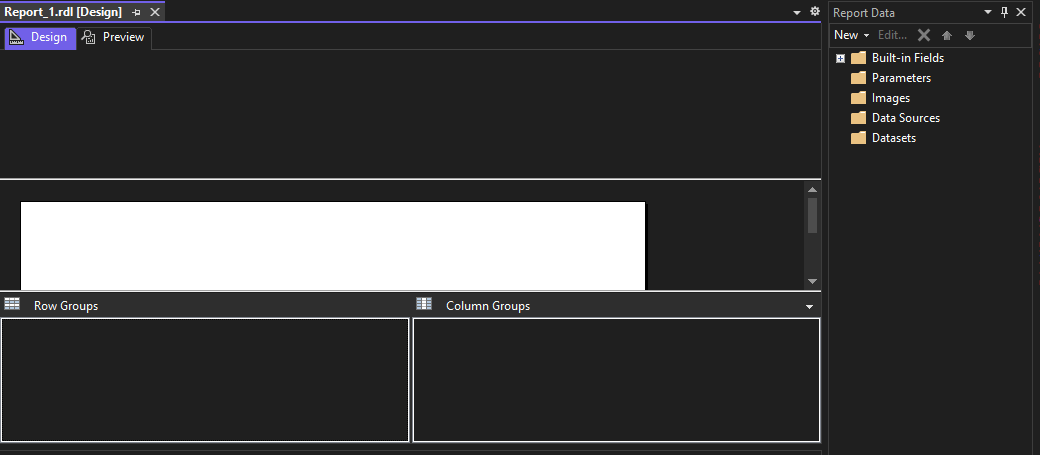 Report_1.rdl [Design]
Design
Preview
Row Groups
Column Groups
Report Data
New
Edit...
Built-in Fields
Parameters
Images
Data Sources
Datasets